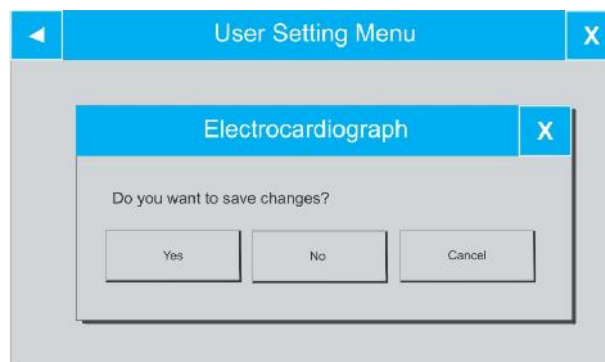 ◄ User Setting Menu X
Electrocardiograph X
Do you want to save changes?
Yes No Cancel